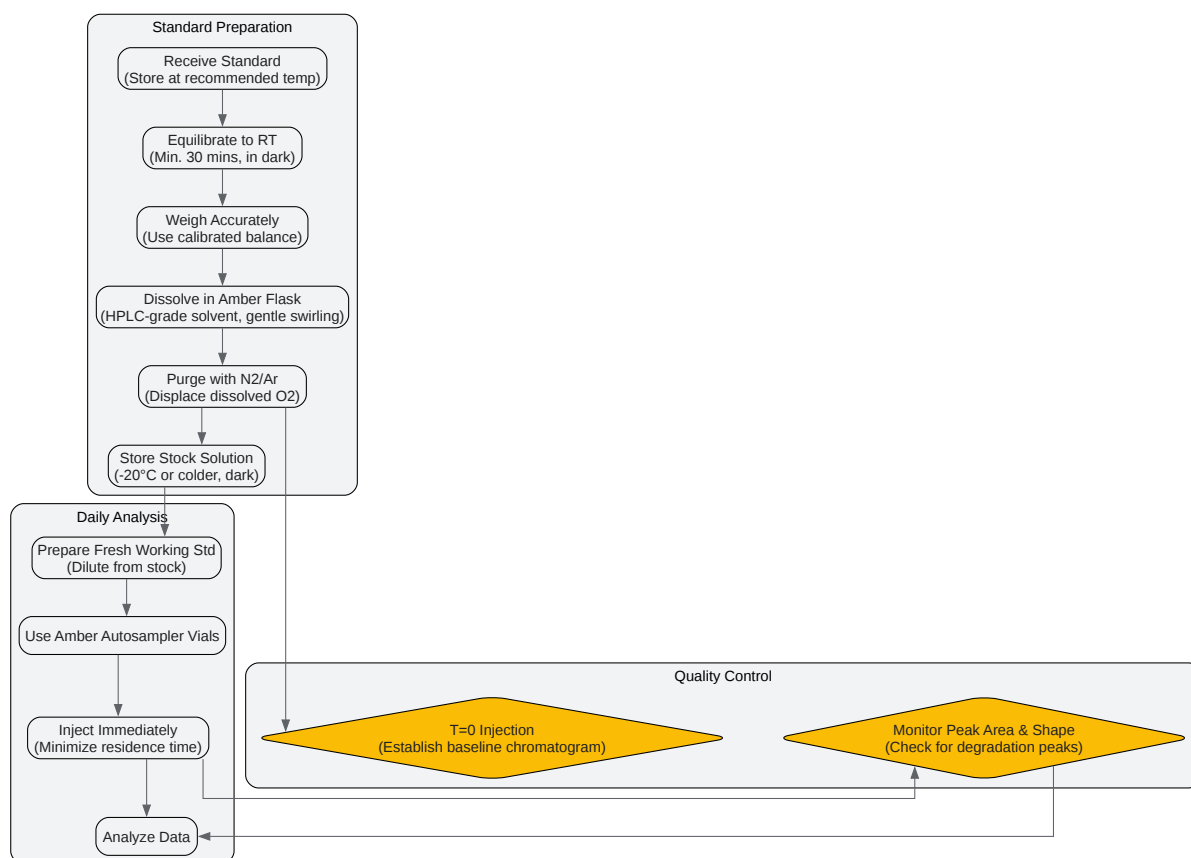 Standard Preparation
Receive Standard
(Store at recommended temp)
Equilibrate to RT
(Min. 30 mins, in dark)
Weigh Accurately
(Use calibrated balance)
Dissolve in Amber Flask
(HPLC-grade solvent, gentle swirling)
Purge with N2/Ar
(Displace dissolved O2)
Store Stock Solution
(-20°C or colder, dark)
Daily Analysis
Prepare Fresh Working Std
(Dilute from stock)
Use Amber Autosampler Vials
Inject Immediately
(Minimize residence time)
Analyze Data
Quality Control
T=0 Injection
(Establish baseline chromatogram)
Monitor Peak Area & Shape
(Check for degradation peaks)